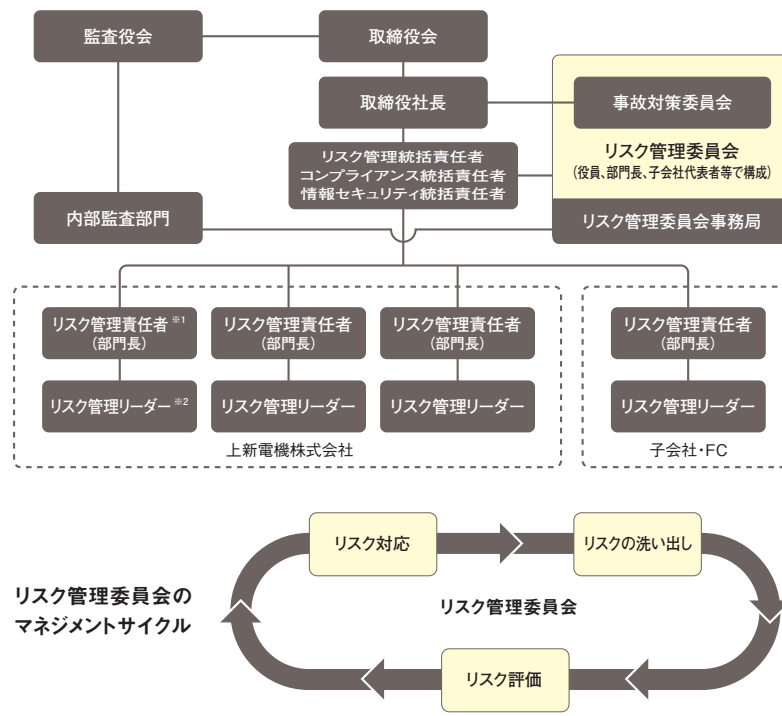 監査役会
取締役会
取締役社長
事故対策委員会
リスク管理委員会
(役員、部門長、子会社代表者等で構成)
リスク管理統括責任者
コンプライアンス統括責任者
情報セキュリティ統括責任者
内部監査部門
リスク管理委員会事務局
リスク管理責任者※1
(部門長)
リスク管理責任者
(部門長)
リスク管理責任者
(部門長)
リスク管理責任者
(部門長)
リスク管理リーダー※2
リスク管理リーダー
リスク管理リーダー
リスク管理リーダー
上新電機株式会社
子会社・FC
リスク対応
リスクの洗い出し
リスク管理委員会の
マネジメントサイクル
リスク管理委員会
リスク評価